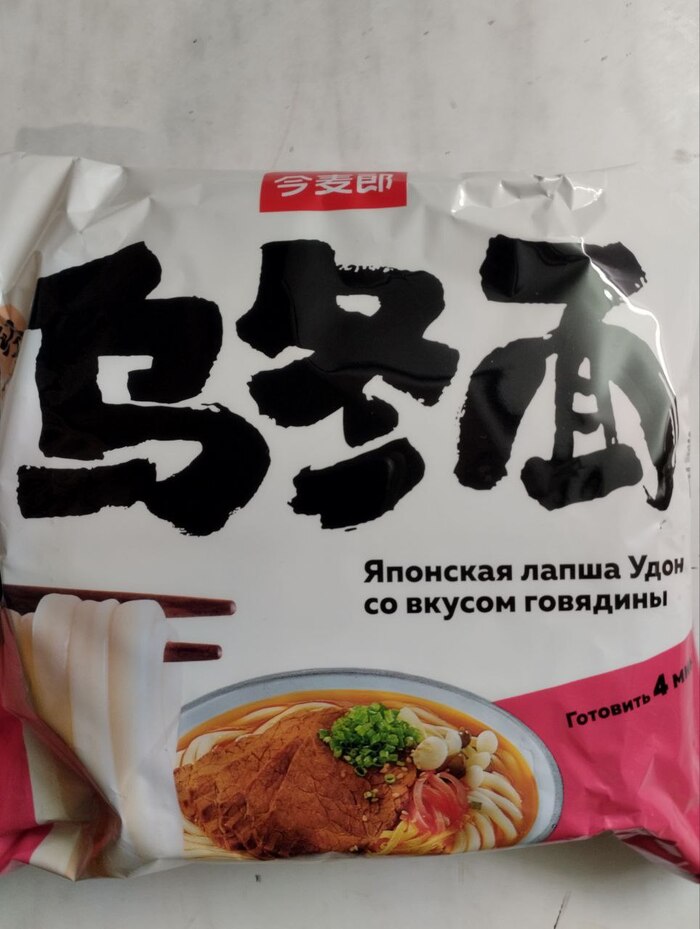 今麦郎
乌冬面
Японская лапша Удон
со вкусом говядины
Готовить 4